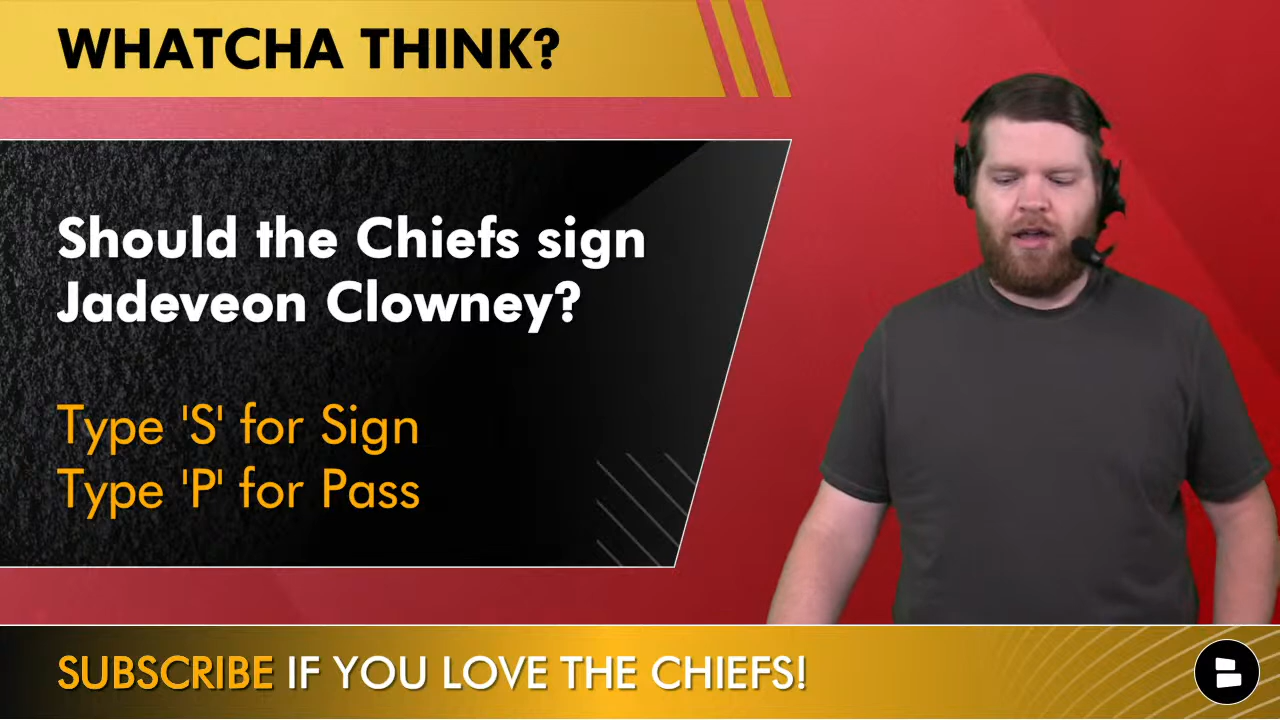 WHATCHA THINK?
Should the Chiefs sign
Jadeveon Clowney?
Type 'S' for Sign
Type 'P' for Pass
SUBSCRIBE IF YOU LOVE THE CHIEFS!